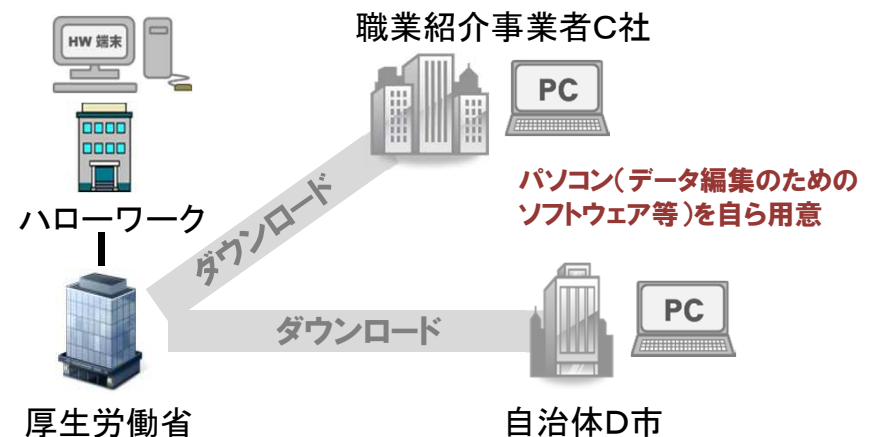 HW 端末
ハローワーク
厚生労働省
職業紹介事業者C社
PC
パソコン(データ編集のための
ソフトウェア等)を自ら用意
ダウンロード
ダウンロード
PC
自治体D市